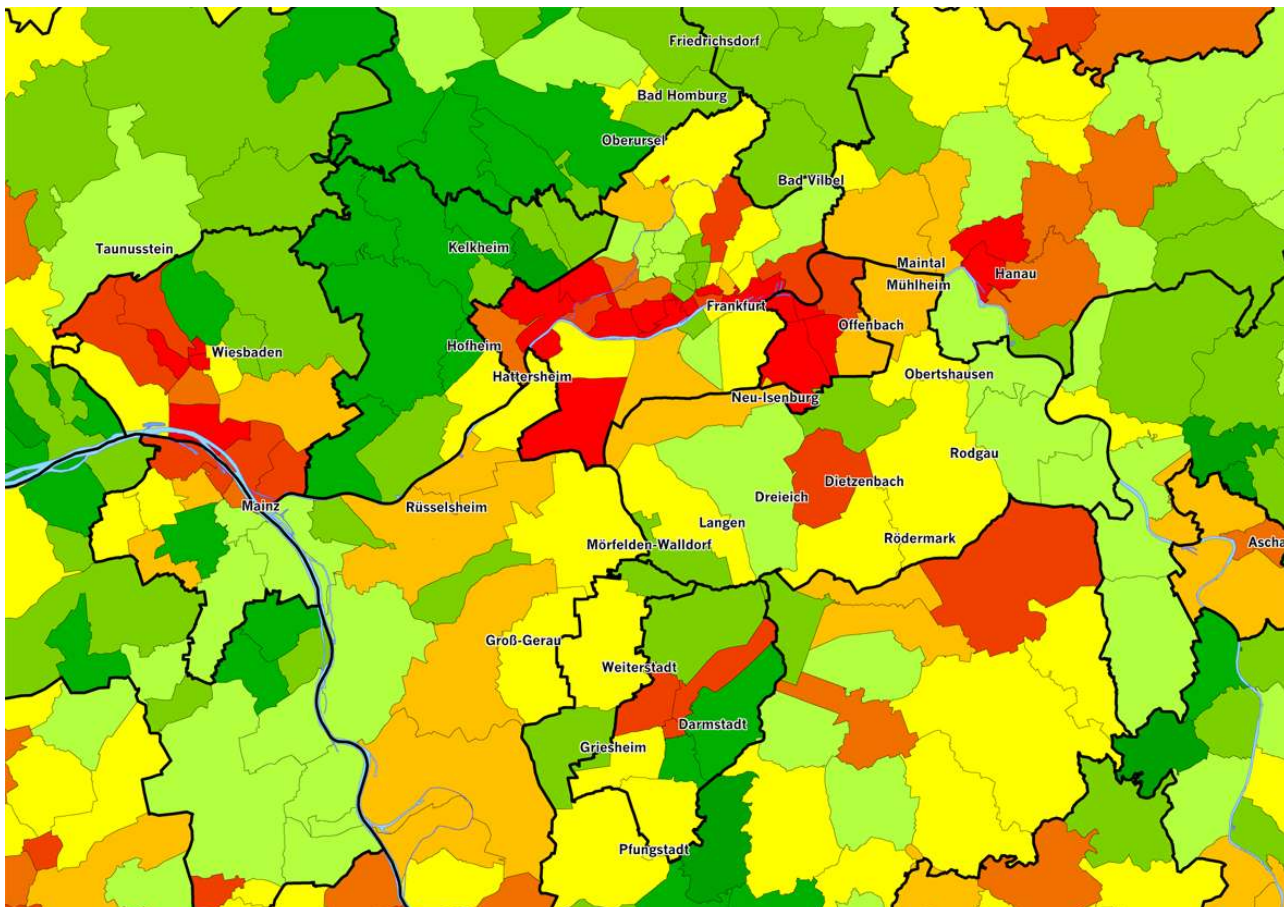 Friedrichsdorf
Bad Homburg
Oberursel
Bad Vilbel
Taunusstein
Kelkheim
Maintal
Hanau
Mühlheim
Frankfurt
Offenbach
Hofheim
Wiesbaden
Hattersheim
Obertshausen
Neu-Isenburg
Rodgau
Dietzenbach
Dreieich
Mainz
Rüsselsheim
Langen
Rödermark
Mörfelden-Walldorf
Ascha
Groß-Gerau
Weiterstadt
Darmstadt
Griesheim
Pfungstadt